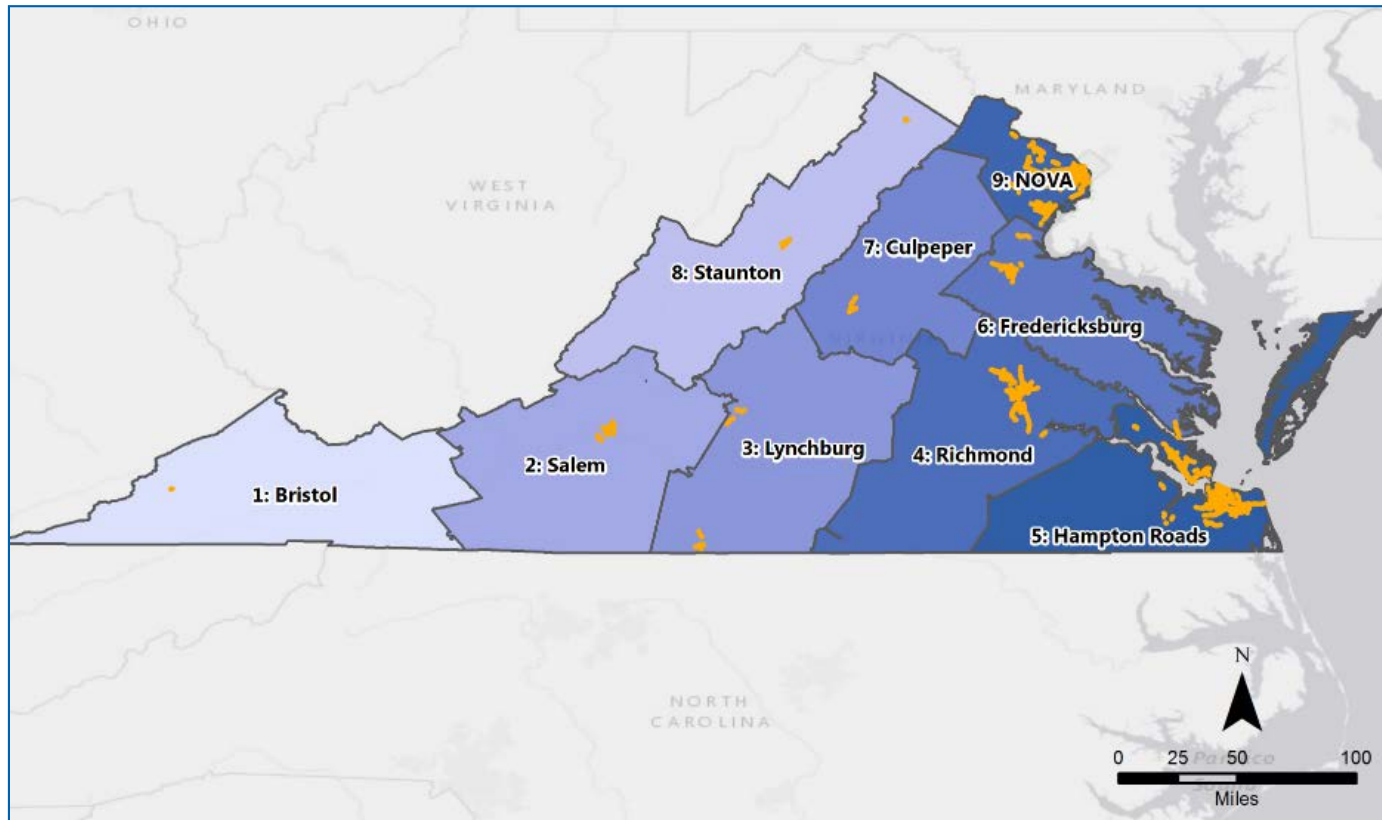 OHIO
MARYLAND
WEST
VIRGINIA
9: NOVA
7: Culpeper
8: Staunton
6: Fredericksburg
VIRGINIA
3: Lynchburg
4: Richmond
2: Salem
1: Bristol
5: Hampton Roads
NORTH
CAROLINA
N
0 25 50 100
Miles